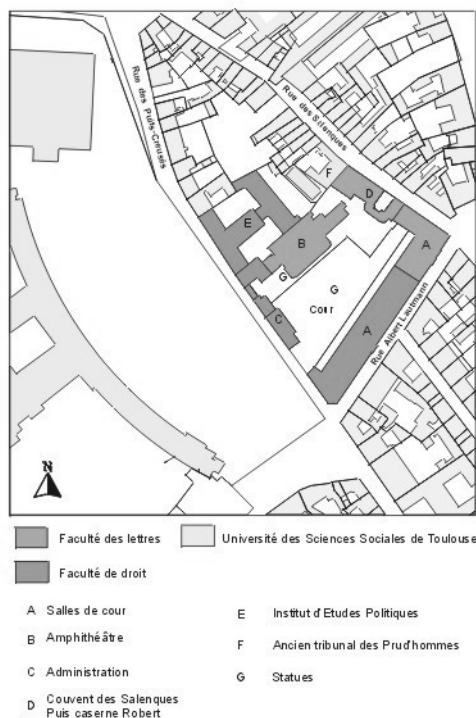 Rue des Puits-Creusés
Rue des Salenques
F
D
E
B
A
G
G
Cour
C
A
Rue Albert Lautmann
N
Faculté des lettres
Université des Sciences Sociales de Toulouse
Faculté de droit
A Salles de cour
E Institut d'Etudes Politiques
B Amphithéâtre
F Ancien tribunal des Prud'hommes
C Administration
G Statues
D Couvent des Salenques
Puis caserne Robert